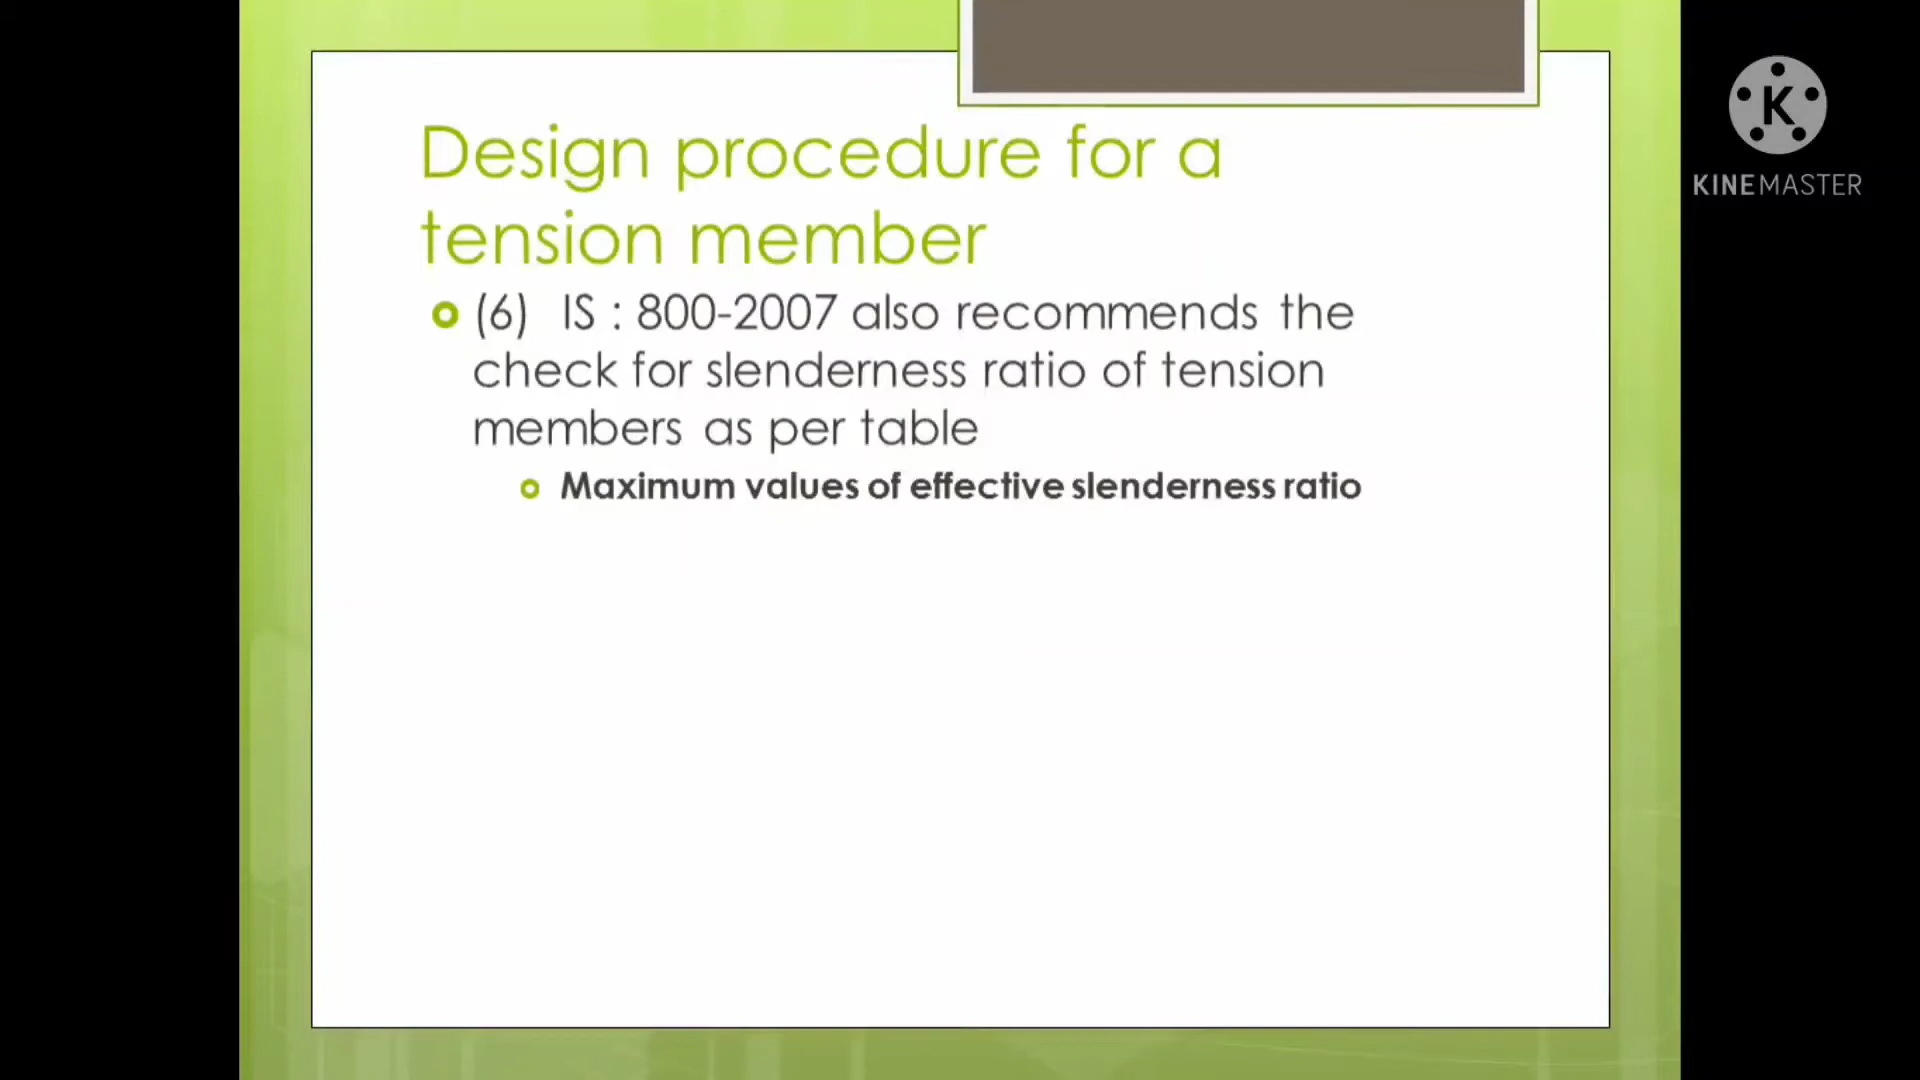 Design procedure for a
tension member
(6) IS : 800-2007 also recommends the
check for slenderness ratio of tension
members as per table
Maximum values of effective slenderness ratio
K
KINEMASTER